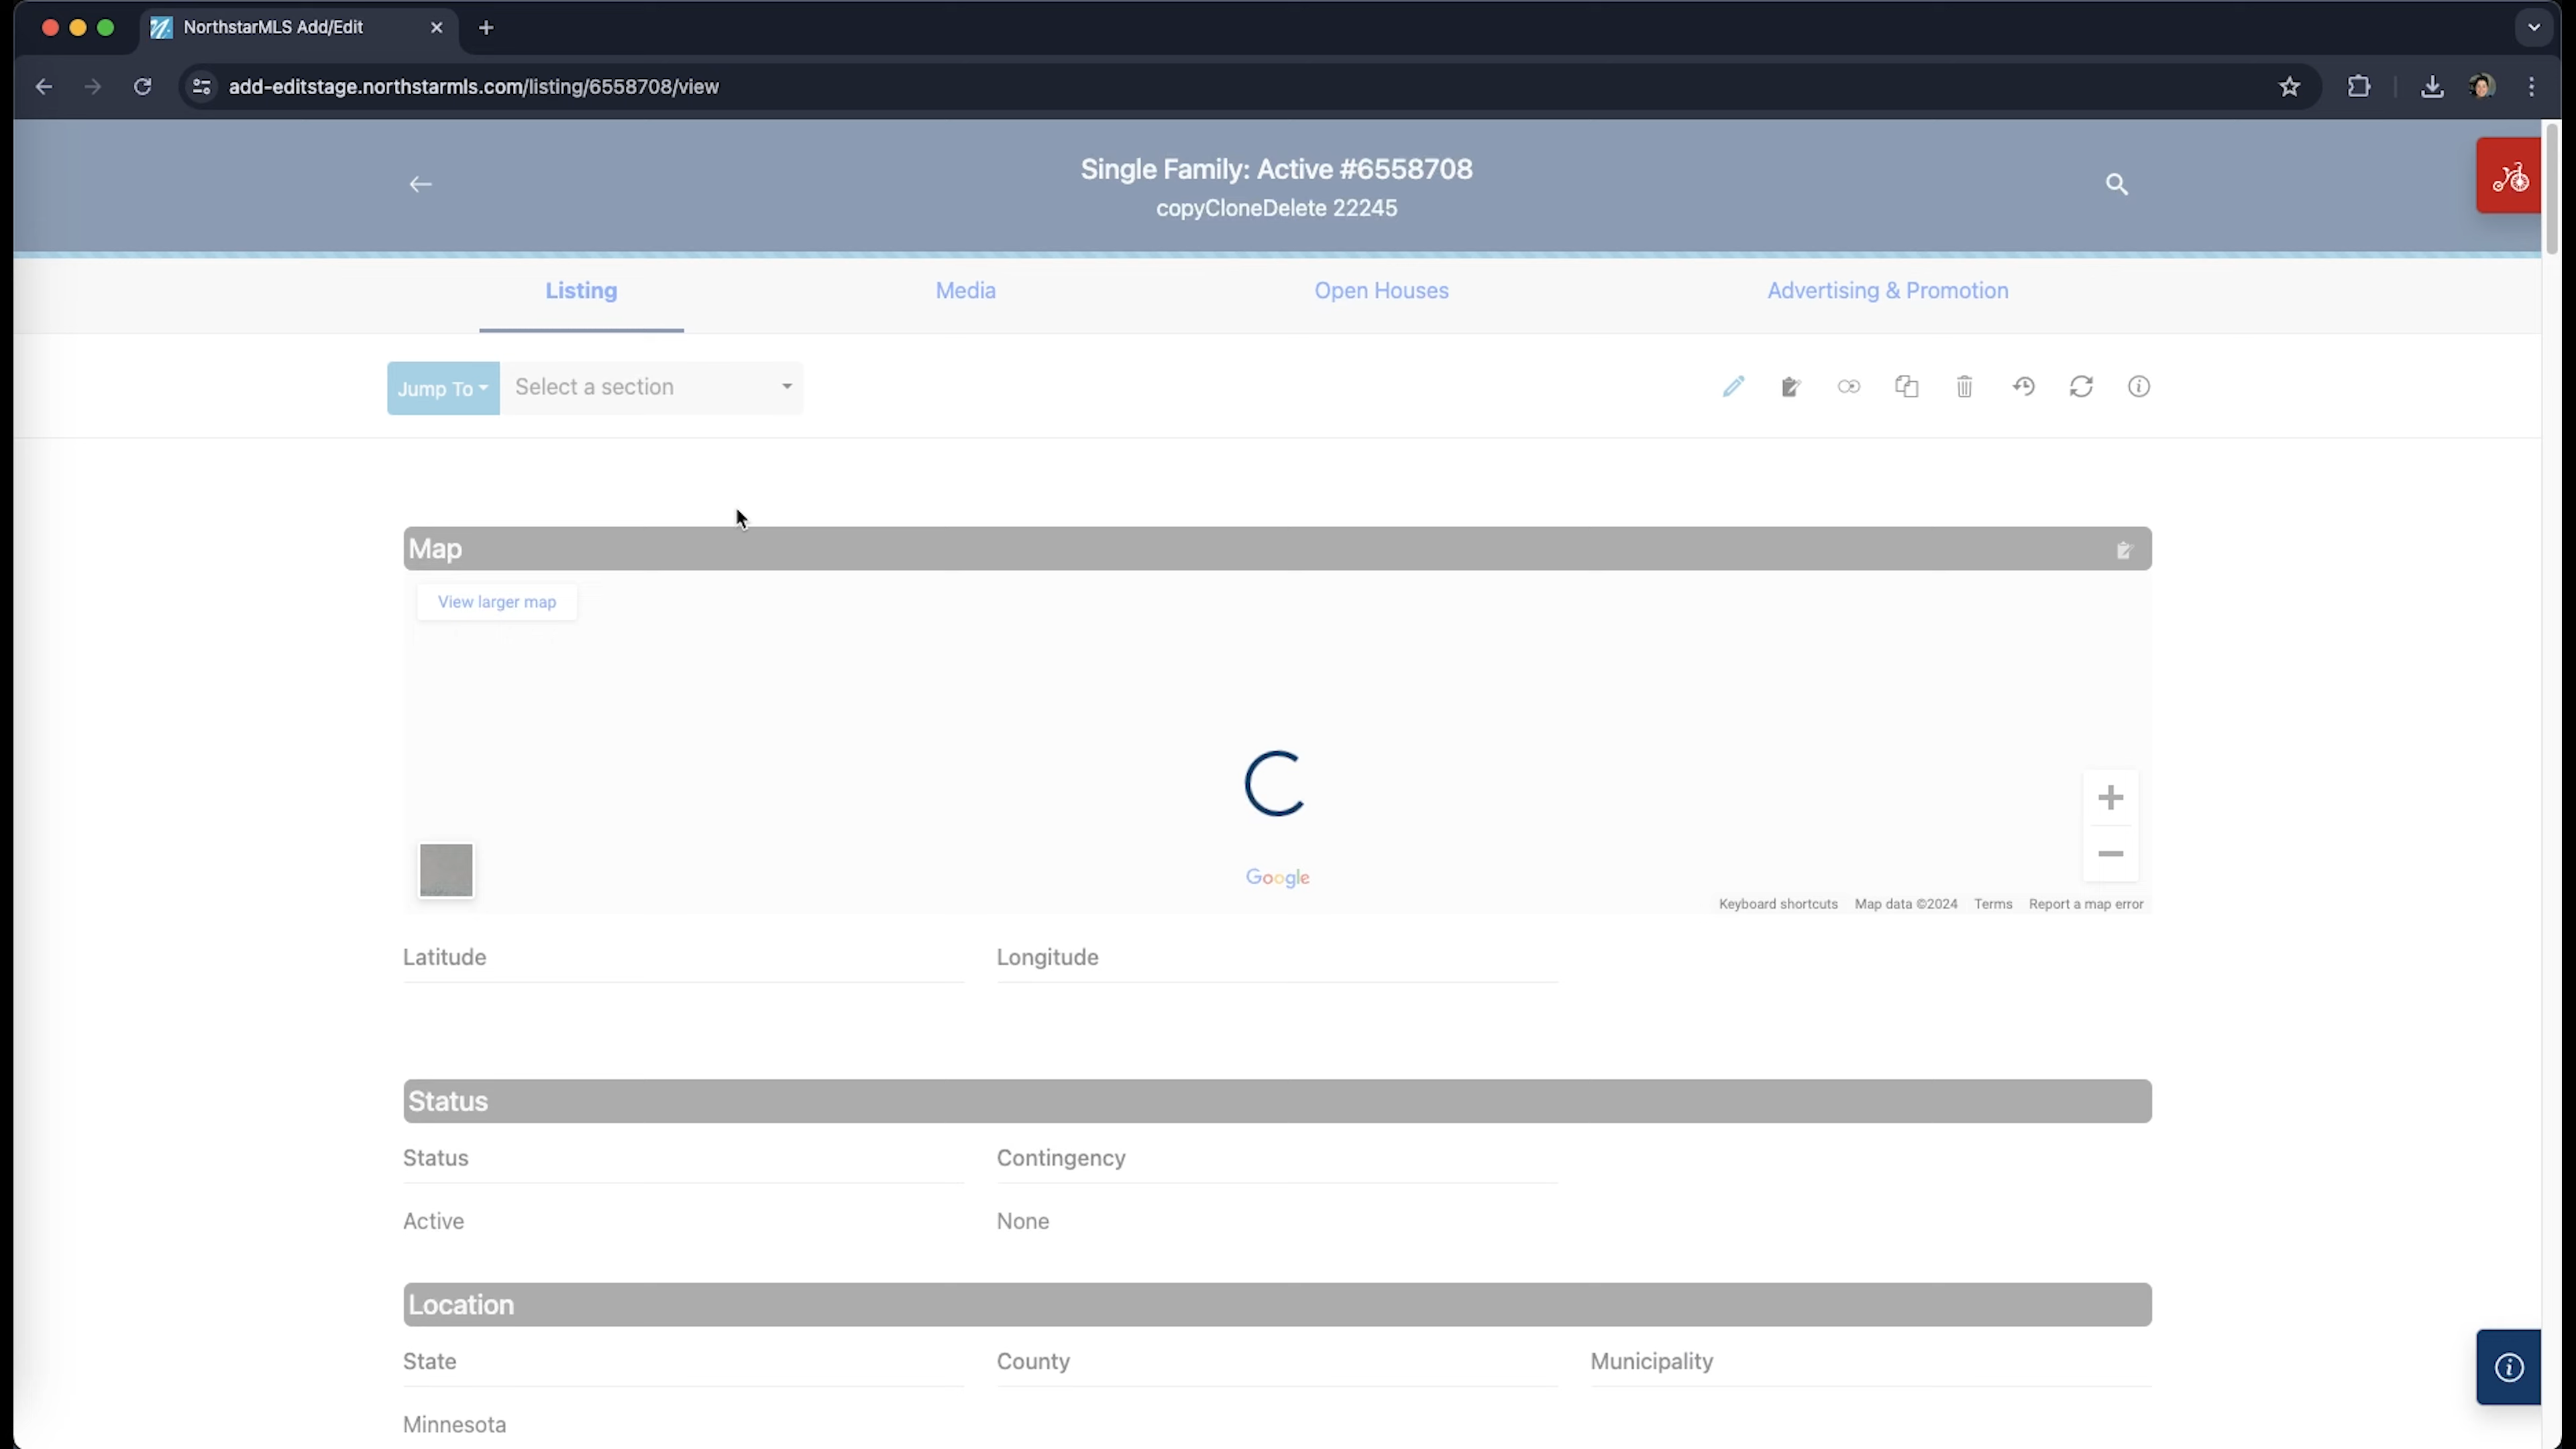 NorthstarMLS Add/Edit
add-editstage.northstarmls.com/listing/6558708/view
Single Family: Active #6558708
copyCloneDelete 22245
Listing
Media
Open Houses
Advertising & Promotion
Jump To
Select a section
Map
View larger map
Google
Keyboard shortcuts
Map data ©2024
Terms
Report a map error
Latitude
Longitude
Status
Status
Contingency
Active
None
Location
State
County
Municipality
Minnesota